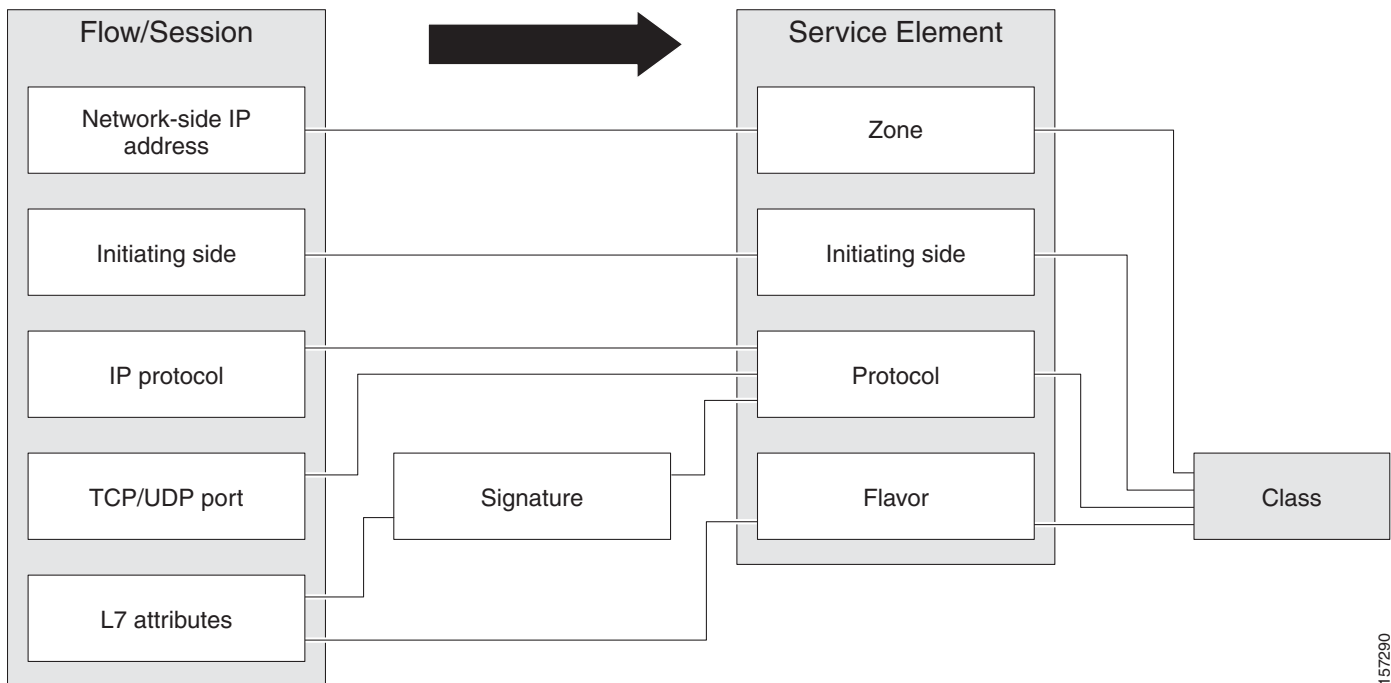 Flow/Session
Service Element
Network-side IP
address
Zone
Initiating side
Initiating side
IP protocol
Protocol
TCP/UDP port
Signature
Flavor
Class
L7 attributes
157290